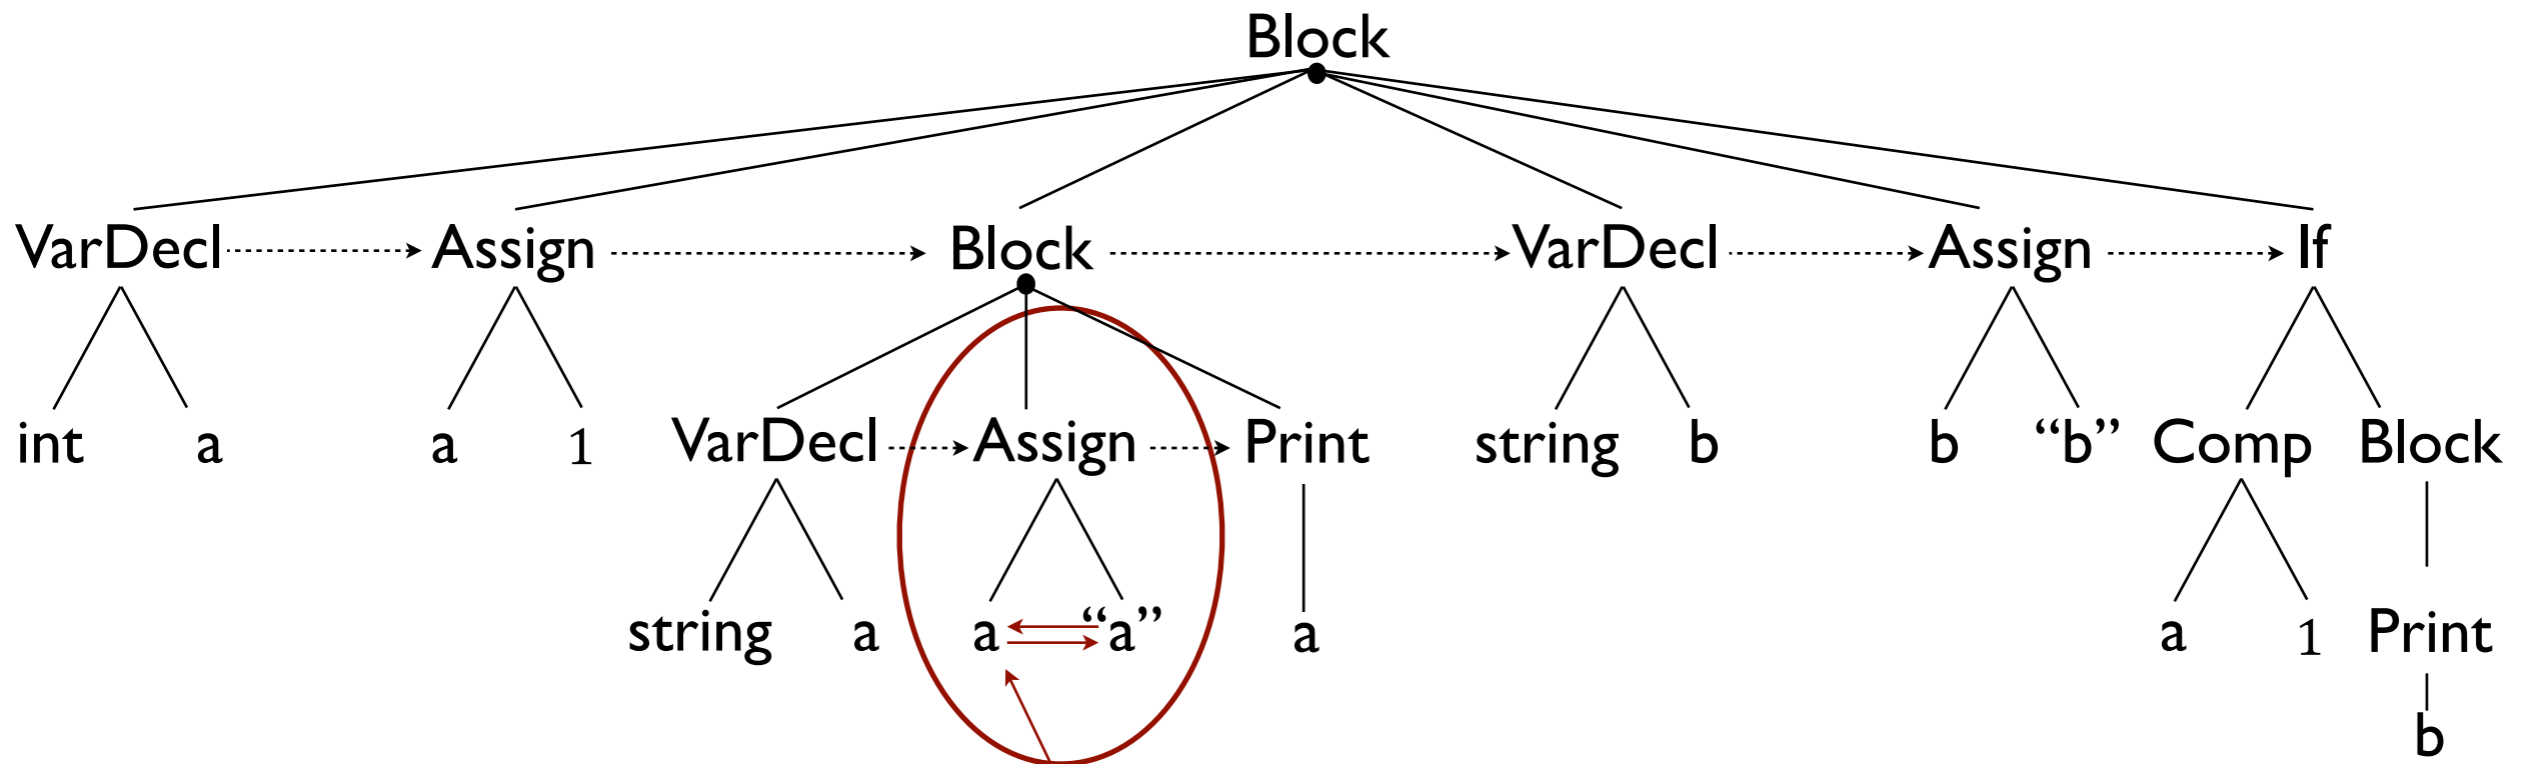 Block
VarDecl Assign Block VarDecl Assign If
int a a 1 VarDecl Assign Print string b b “b” Comp Block
string a a “a” a a 1 Print
b